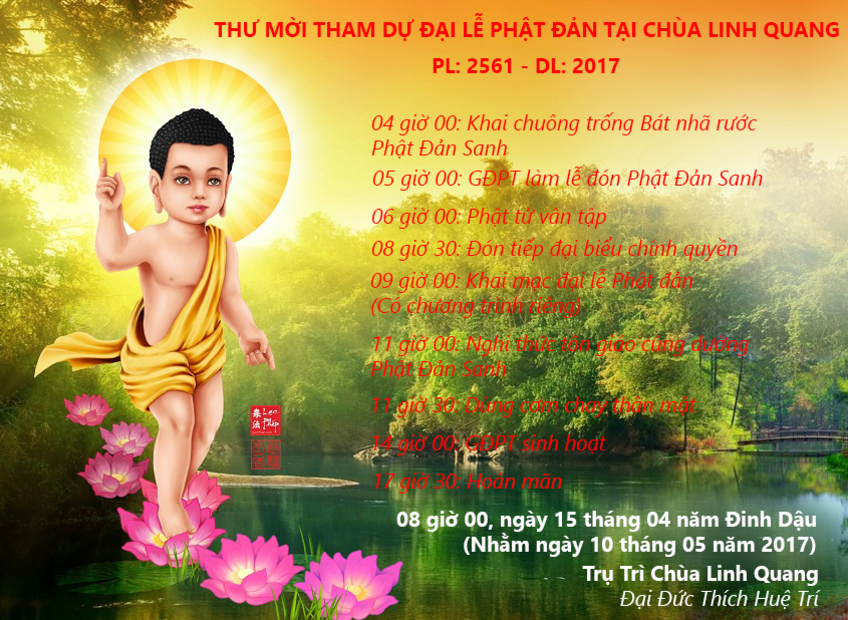 THƯ MỜI THAM DỰ ĐẠI LỄ PHẬT ĐẢN TẠI CHÙA LINH QUANG
PL: 2561 - DL: 2017
04 giờ 00: Khai chuông trống Bát nhã rước
Phật Đản Sanh
05 giờ 00: GĐPT làm lễ đón Phật Đản Sanh
06 giờ 00: Phật tử vân tập
08 giờ 30: Đón tiếp đại biểu chính quyền
09 giờ 00: Khai mạc đại lễ Phật đản
(Có chương trình riêng)
11 giờ 00: Nghi thức tôn giáo cúng dường
Phật Đản Sanh
11 giờ 30: Dùng cơm chay thân mật
14 giờ 00: GĐPT sinh hoạt
17 giờ 30: Hoàn mãn
Leo
Pháp
08 giờ 00, ngày 15 tháng 04 năm Đinh Dậu
(Nhằm ngày 10 tháng 05 năm 2017)
Trụ Trì Chùa Linh Quang
Đại Đức Thích Huệ Trí